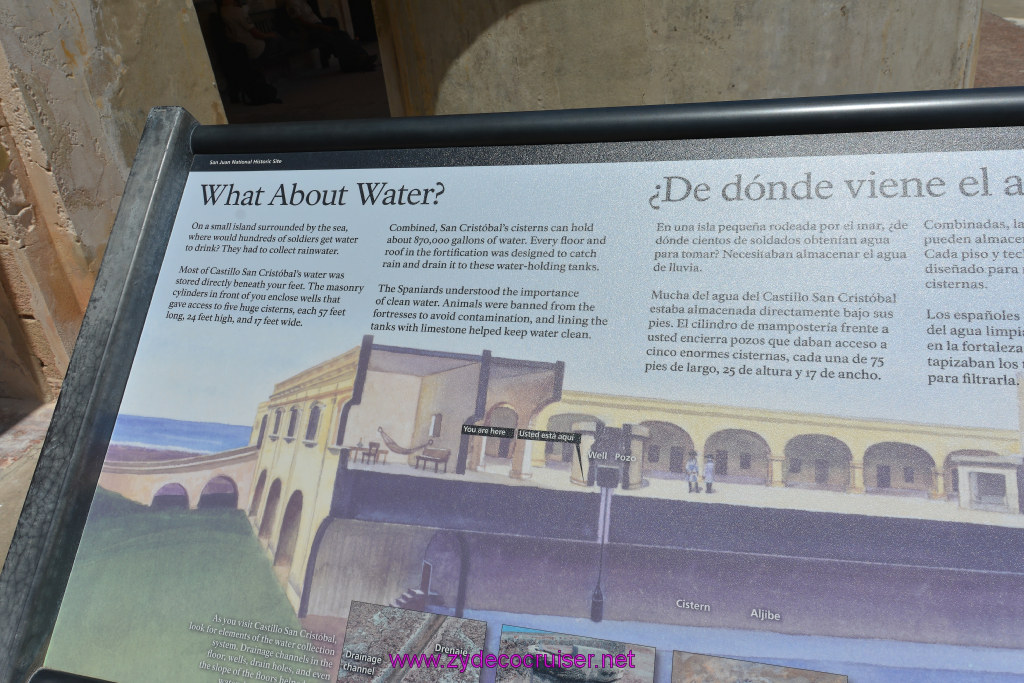 San Juan National Historic Site
What About Water?
On a small island surrounded by the sea,
where would hundreds of soldiers get water
to drink? They had to collect rainwater.
Most of Castillo San Cristóbal's water was
stored directly beneath your feet. The masonry
cylinders in front of you enclose wells that
gave access to five huge cisterns, each 57 feet
long, 24 feet high, and 17 feet wide.
Combined, San Cristóbal's cisterns can hold
about 870,000 gallons of water. Every floor and
roof in the fortification was designed to catch
rain and drain it to these water-holding tanks.
The Spaniards understood the importance
of clean water. Animals were banned from the
fortresses to avoid contamination, and lining the
tanks with limestone helped keep water clean.
¿De dónde viene el a
En una isla pequeña rodeada por el mar, ¿de
dónde cientos de soldados obtenían agua
para tomar? Necesitaban almacenar el agua
de lluvia.
Mucha del agua del Castillo San Cristóbal
estaba almacenada directamente bajo sus
pies. El cilindro de mampostería frente a
usted encierra pozos que daban acceso a
cinco enormes cisternas, cada una de 75
pies de largo, 25 de altura y 17 de ancho.
Combinadas, la
pueden almace
Cada piso y tec
diseñado para
cisternas.
Los españoles
del agua limpi
en la fortaleza
tapizaban los
para filtrarla.
You are here
Usted está aquí
Well Pozo
Cistern
Aljibe
As you visit Castillo San Cristóbal,
look for elements of the water collection
system. Drainage channels in the
floor, wells, drain holes, and even
the slope of the floors help
Drainage
channel
Drenaje
www.zydecocruiser.net